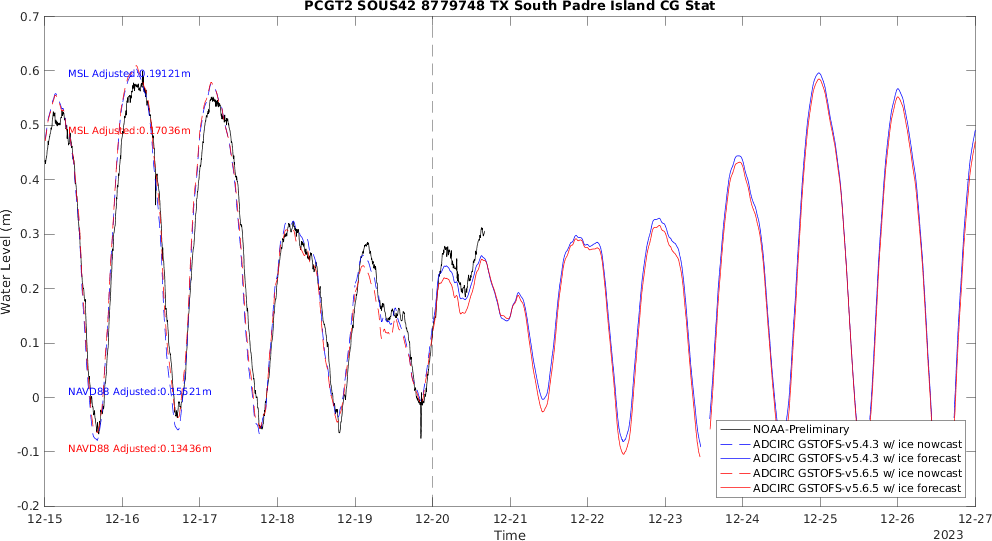 PCGT2 SOUS42 8779748 TX South Padre Island CG Stat
0.7
0.6
0.5
0.4
0.3
0.2
0.1
0
-0.1
-0.2
Water Level (m)
MSL Adjusted:0.19121m
MSL Adjusted:0.17036m
NAVD88 Adjusted:0.15521m
NAVD88 Adjusted:0.13436m
NOAA-Preliminary
ADCIRC GSTOFS-v5.4.3 w/ ice nowcast
ADCIRC GSTOFS-v5.4.3 w/ ice forecast
ADCIRC GSTOFS-v5.6.5 w/ ice nowcast
ADCIRC GSTOFS-v5.6.5 w/ ice forecast
12-15 12-16 12-17 12-18 12-19 12-20 12-21 12-22 12-23 12-24 12-25 12-26 12-27
Time
2023